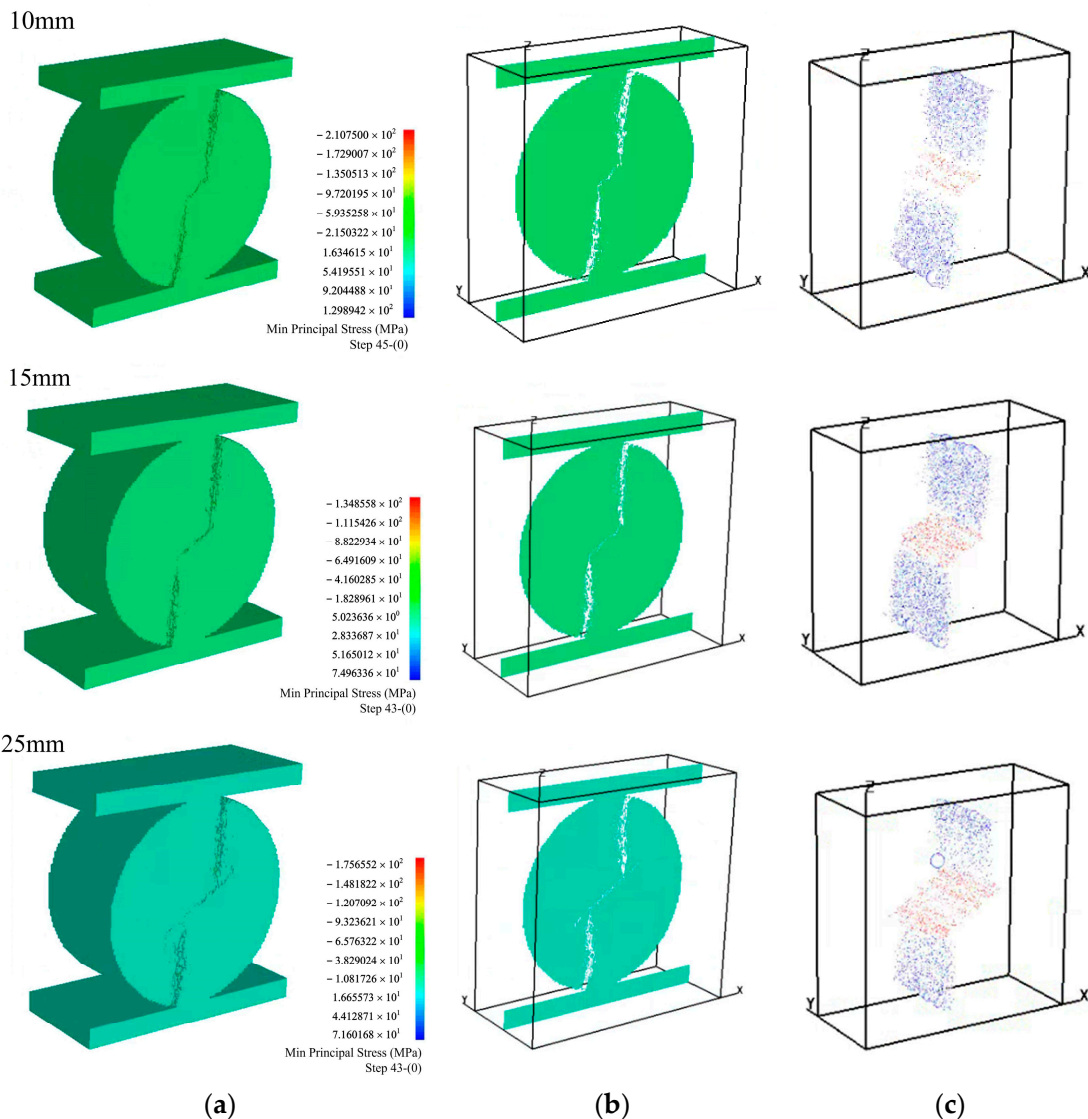 10mm
− 2.107500 × 10²
− 1.729007 × 10²
− 1.350513 × 10²
− 9.720195 × 10¹
− 5.935258 × 10¹
− 2.150322 × 10¹
1.634615 × 10¹
5.419551 × 10¹
9.204488 × 10¹
1.298942 × 10²
Min Principal Stress (MPa)
Step 45-(0)
Z
Y
X
Z
Y
X
15mm
− 1.348558 × 10²
− 1.115426 × 10²
− 8.822934 × 10¹
− 6.491609 × 10¹
− 4.160285 × 10¹
− 1.828961 × 10¹
5.023636 × 10⁰
2.833687 × 10¹
5.165012 × 10¹
7.496336 × 10¹
Min Principal Stress (MPa)
Step 43-(0)
Z
Y
X
Z
Y
X
25mm
− 1.756552 × 10²
− 1.481822 × 10²
− 1.207092 × 10²
− 9.323621 × 10¹
− 6.576322 × 10¹
− 3.829024 × 10¹
− 1.081726 × 10¹
1.665573 × 10¹
4.412871 × 10¹
7.160168 × 10¹
Min Principal Stress (MPa)
Step 43-(0)
Z
Y
X
Z
Y
X
(a) (b) (c)